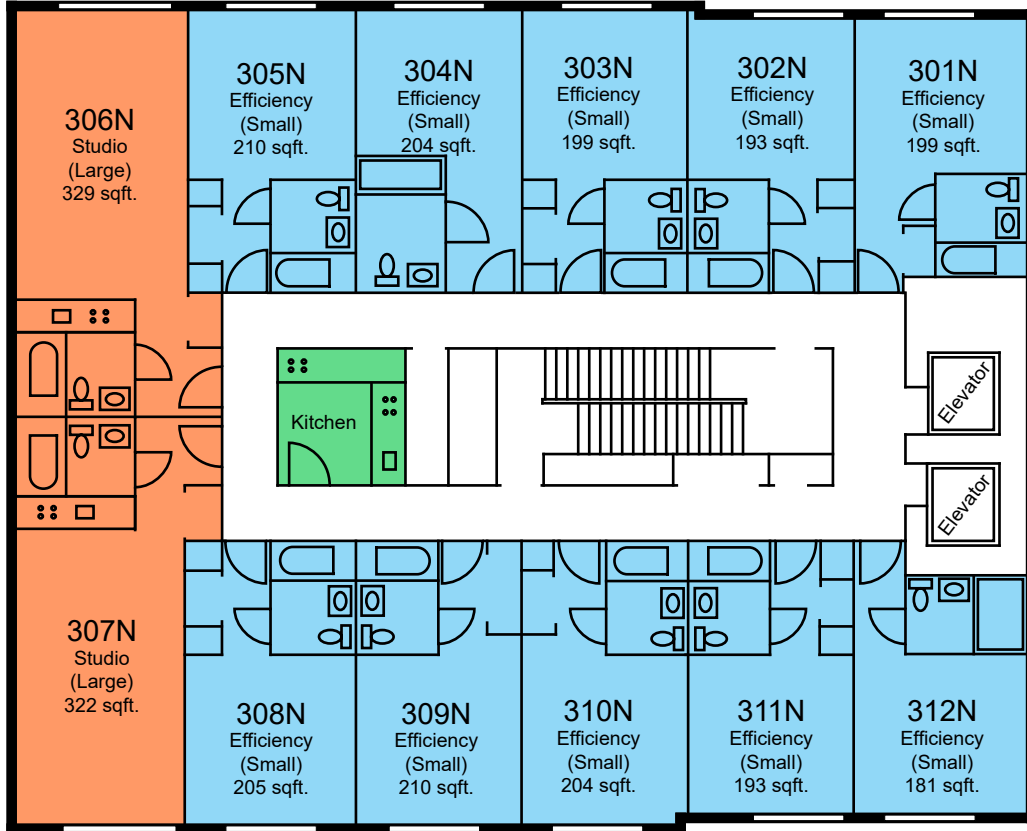 306N
Studio
(Large)
329 sqft.
305N
Efficiency
(Small)
210 sqft.
304N
Efficiency
(Small)
204 sqft.
303N
Efficiency
(Small)
199 sqft.
302N
Efficiency
(Small)
193 sqft.
301N
Efficiency
(Small)
199 sqft.
Kitchen
Elevator
Elevator
307N
Studio
(Large)
322 sqft.
308N
Efficiency
(Small)
205 sqft.
309N
Efficiency
(Small)
210 sqft.
310N
Efficiency
(Small)
204 sqft.
311N
Efficiency
(Small)
193 sqft.
312N
Efficiency
(Small)
181 sqft.